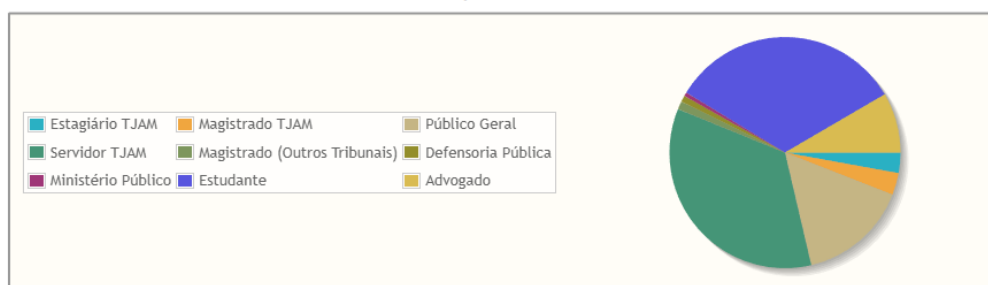 Estagiário TJAM Magistrado TJAM Público Geral
Servidor TJAM Magistrado (Outros Tribunais) Defensoria Pública
Ministério Público Estudante Advogado